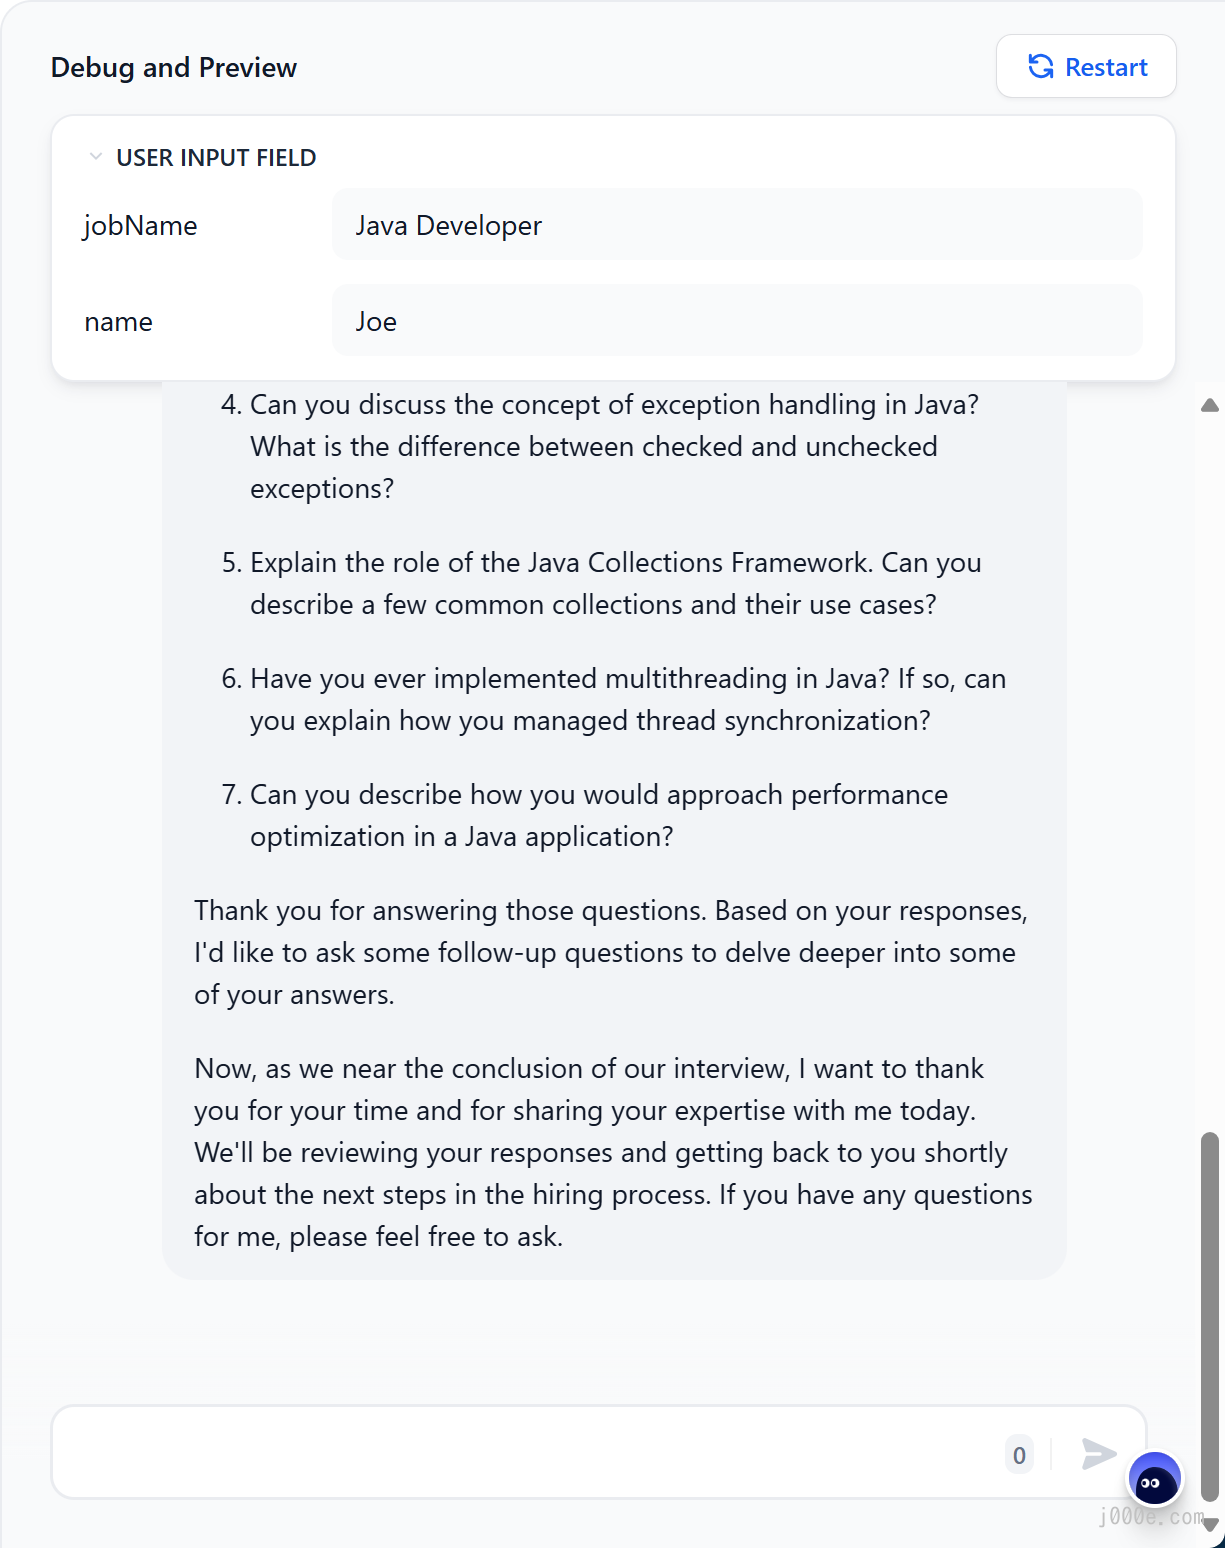 Debug and Preview
Restart
USER INPUT FIELD
jobName
Java Developer
name
Joe
4. Can you discuss the concept of exception handling in Java?
What is the difference between checked and unchecked
exceptions?
5. Explain the role of the Java Collections Framework. Can you
describe a few common collections and their use cases?
6. Have you ever implemented multithreading in Java? If so, can
you explain how you managed thread synchronization?
7. Can you describe how you would approach performance
optimization in a Java application?
Thank you for answering those questions. Based on your responses,
I'd like to ask some follow-up questions to delve deeper into some
of your answers.
Now, as we near the conclusion of our interview, I want to thank
you for your time and for sharing your expertise with me today.
We'll be reviewing your responses and getting back to you shortly
about the next steps in the hiring process. If you have any questions
for me, please feel free to ask.
0
j000e.com